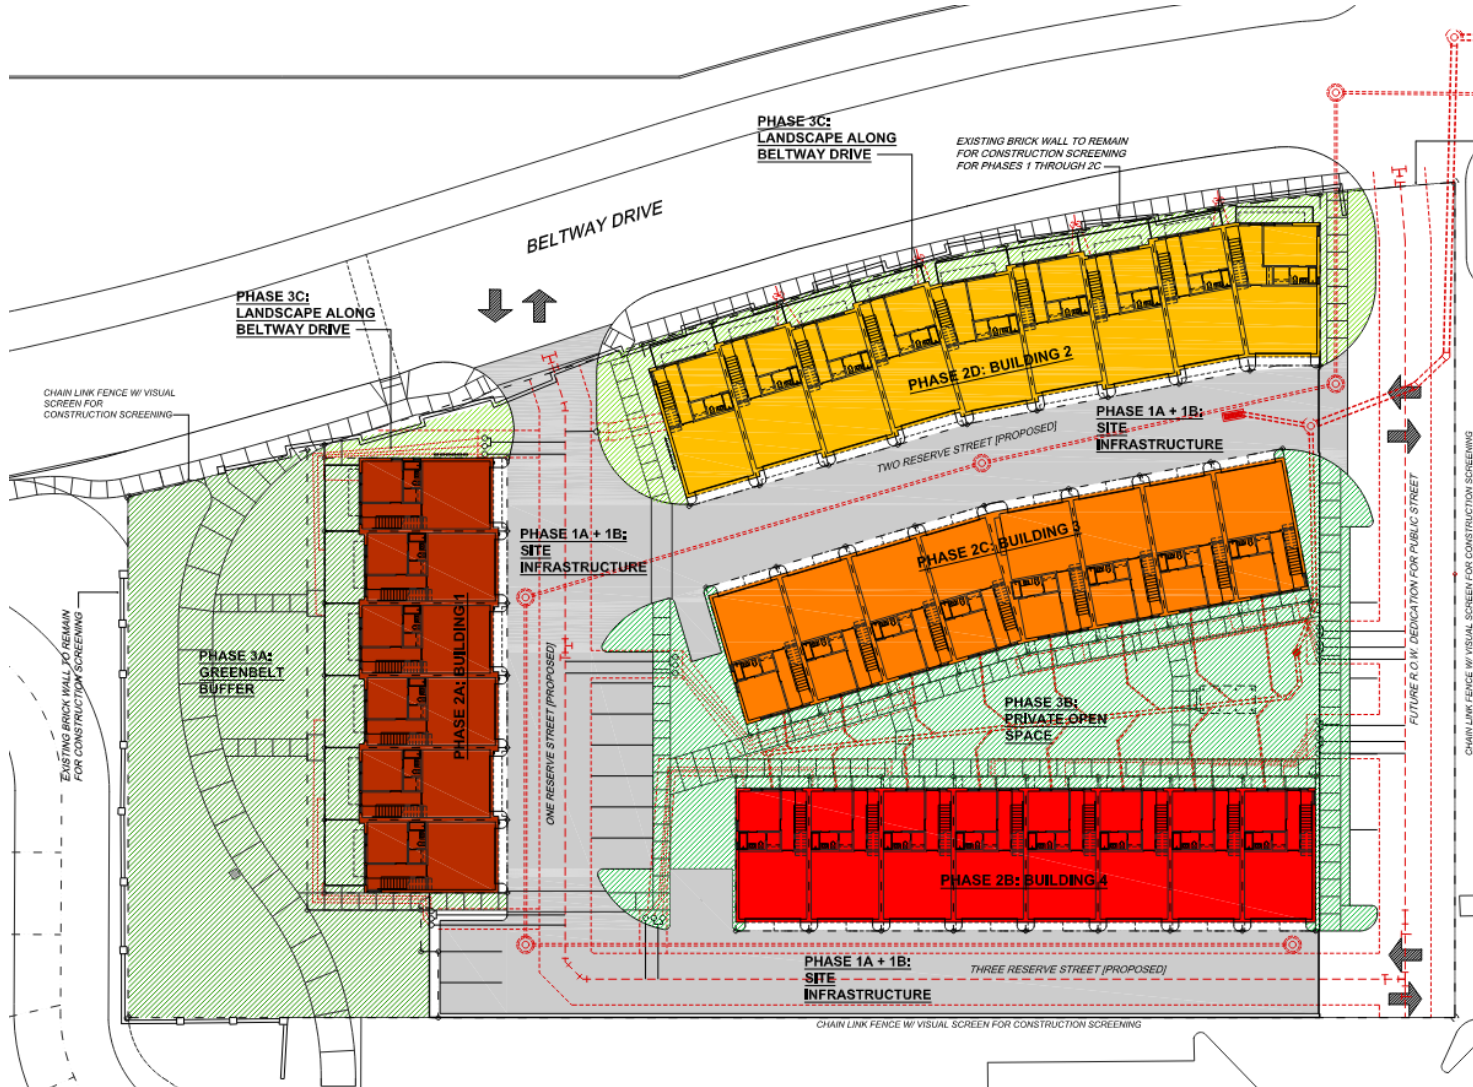 PHASE 3C:
LANDSCAPE ALONG
BELTWAY DRIVE
EXISTING BRICK WALL TO REMAIN
FOR CONSTRUCTION SCREENING
FOR PHASES 1 THROUGH 2C
BELTWAY DRIVE
PHASE 3C:
LANDSCAPE ALONG
BELTWAY DRIVE
CHAIN LINK FENCE W/ VISUAL
SCREEN FOR
CONSTRUCTION SCREENING
PHASE 2D: BUILDING 2
PHASE 1A + 1B:
SITE
INFRASTRUCTURE
TWO RESERVE STREET [PROPOSED]
PHASE 1A + 1B:
SITE
INFRASTRUCTURE
PHASE 2C: BUILDING 3
EXISTING BRICK WALL TO REMAIN
FOR CONSTRUCTION SCREENING
PHASE 3A:
GREENBELT
BUFFER
PHASE 2A: BUILDING 1
ONE RESERVE STREET [PROPOSED]
PHASE 3B:
PRIVATE OPEN
SPACE
FUTURE R.O.W. DEDICATION FOR PUBLIC STREET
CHAIN LINK FENCE W/ VISUAL SCREEN FOR CONSTRUCTION SCREENING
PHASE 2B: BUILDING 4
PHASE 1A + 1B:
SITE
INFRASTRUCTURE
THREE RESERVE STREET [PROPOSED]
CHAIN LINK FENCE W/ VISUAL SCREEN FOR CONSTRUCTION SCREENING